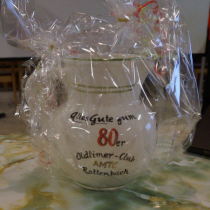 Alles Gute zum
80er
Oldtimer-Club
AMTC
Rottenbach